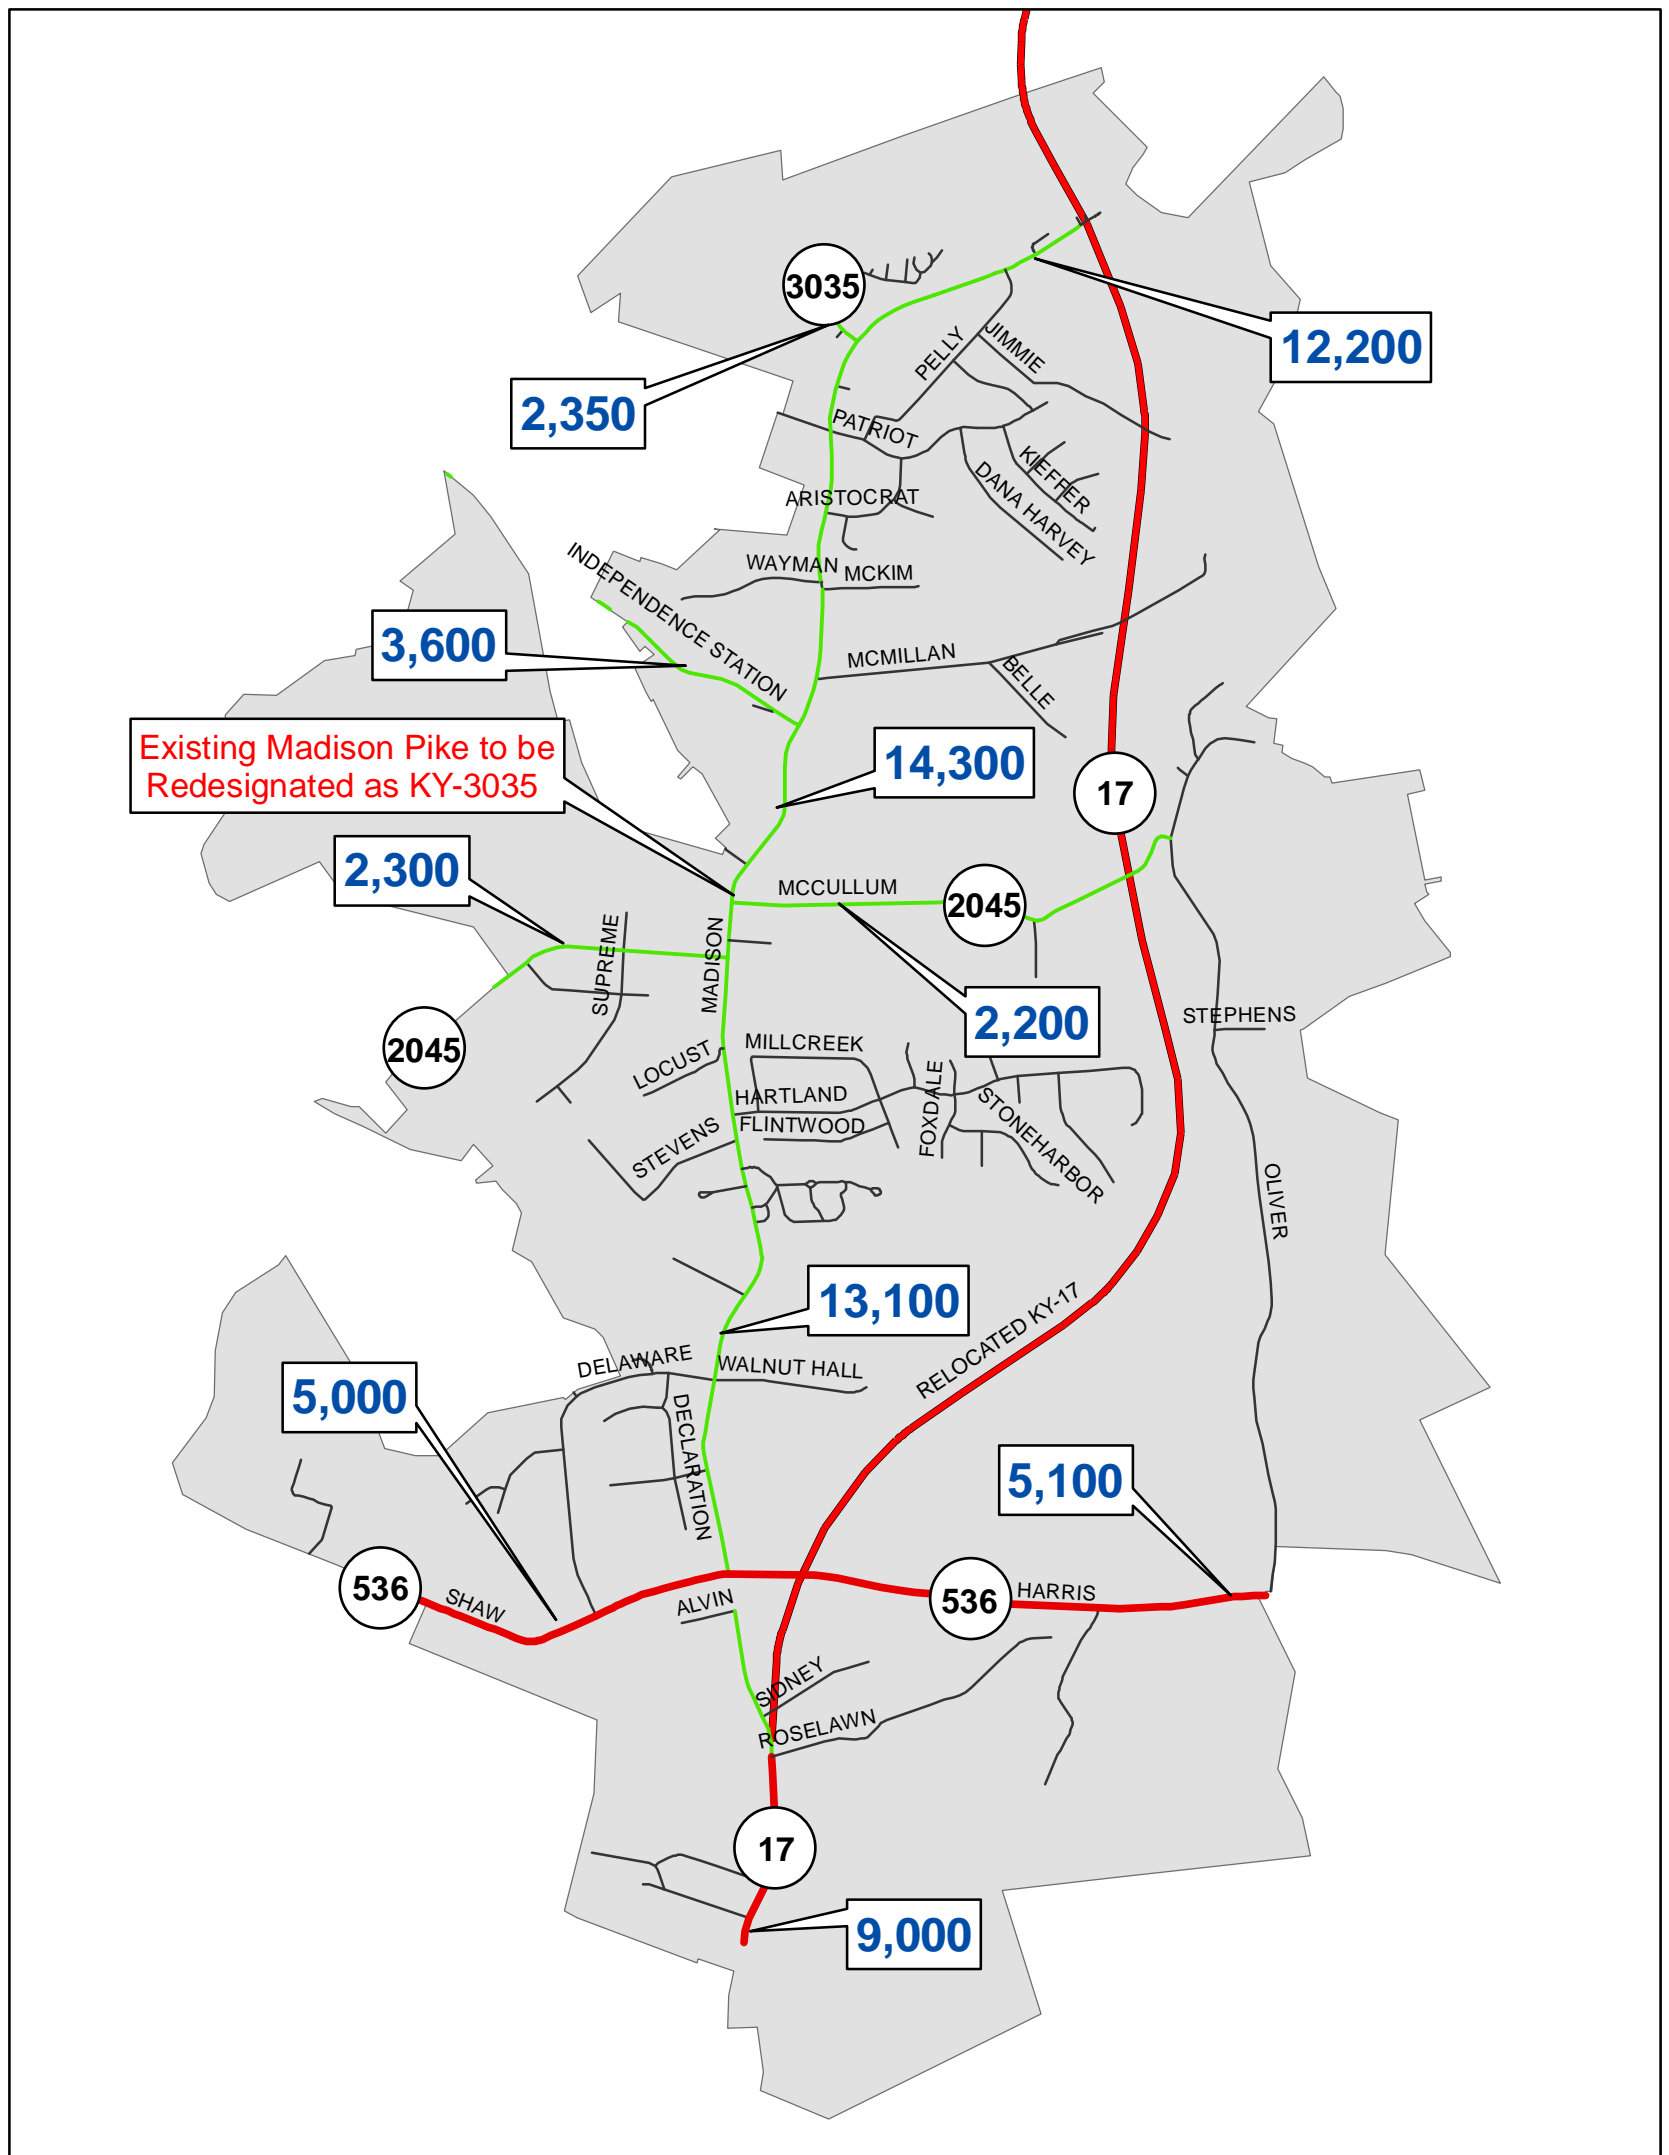 3035
12,200
2,350
PELLY
JIMMIE
PATRIOT
KIEFFER
DANA HARVEY
ARISTOCRAT
WAYMAN
MCKIM
INDEPENDENCE STATION
3,600
MCMILLAN
BELLE
Existing Madison Pike to be
Redesignated as KY-3035
14,300
17
2,300
MCCULLUM
2045
SUPREME
MADISON
2,200
STEPHENS
2045
LOCUST
MILLCREEK
HARTLAND
FLINTWOOD
FOXDALE
STONEHARBOR
STEVENS
OLIVER
13,100
RELOCATED KY-17
DELAWARE
WALNUT HALL
5,000
DECLARATION
5,100
536
SHAW
ALVIN
536
HARRIS
SIDNEY
ROSELAWN
17
9,000